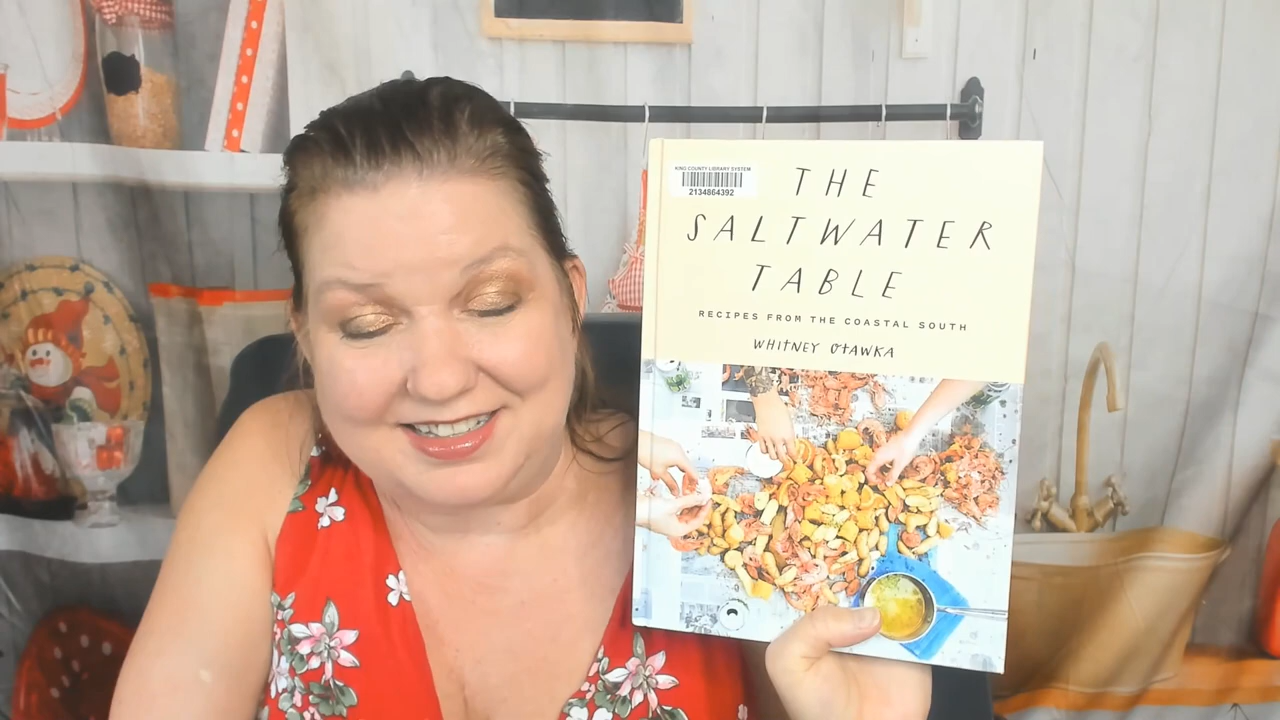 KING COUNTY LIBRARY SYSTEM
2134864392
THE
SALTWATER
TABLE
RECIPES FROM THE COASTAL SOUTH
WHITNEY OTAWKA